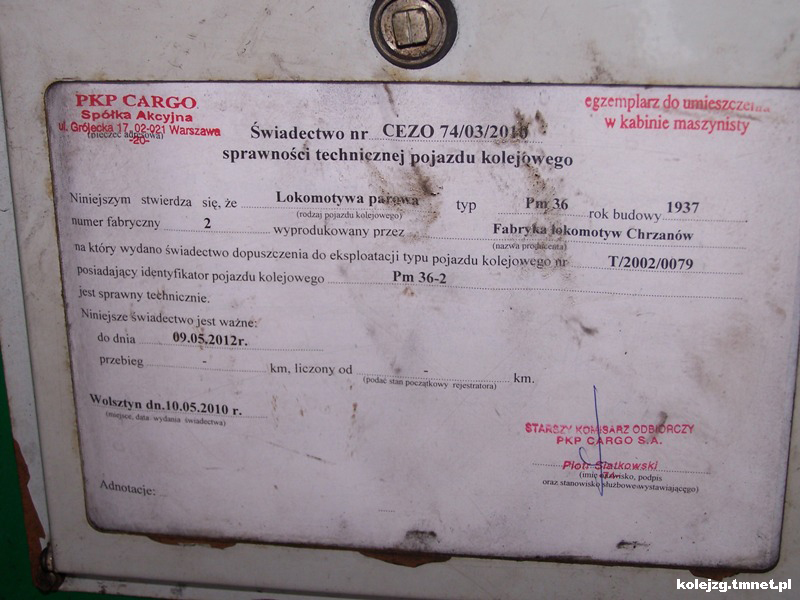 PKP CARGO
Spółka Akcyjna
ul. Grójecka 17, 02-021 Warszawa
(pieczęć adresowa)
-20-
egzemplarz do umieszczenia
w kabinie maszynisty
Świadectwo nr CEZO 74/03/2010
sprawności technicznej pojazdu kolejowego
Niniejszym stwierdza się, że Lokomotywa parowa typ Pm 36 rok budowy 1937
(rodzaj pojazdu kolejowego)
numer fabryczny 2 wyprodukowany przez Fabryka lokomotyw Chrzanów
(nazwa producenta)
na który wydano świadectwo dopuszczenia do eksploatacji typu pojazdu kolejowego nr T/2002/0079
posiadający identyfikator pojazdu kolejowego Pm 36-2
jest sprawny technicznie.
Niniejsze świadectwo jest ważne:
do dnia 09.05.2012r.
przebieg - km, liczony od - km.
(podać stan początkowy rejestratora)
Wolsztyn dn.10.05.2010 r.
(miejsce, data wydania świadectwa)
STARSZY KOMISARZ ODBIORCZY
PKP CARGO S.A.
Piotr Siatkowski
(imię i nazwisko, podpis
oraz stanowisko służbowe wystawiającego)
Adnotacje:
kolejzg.tmnet.pl